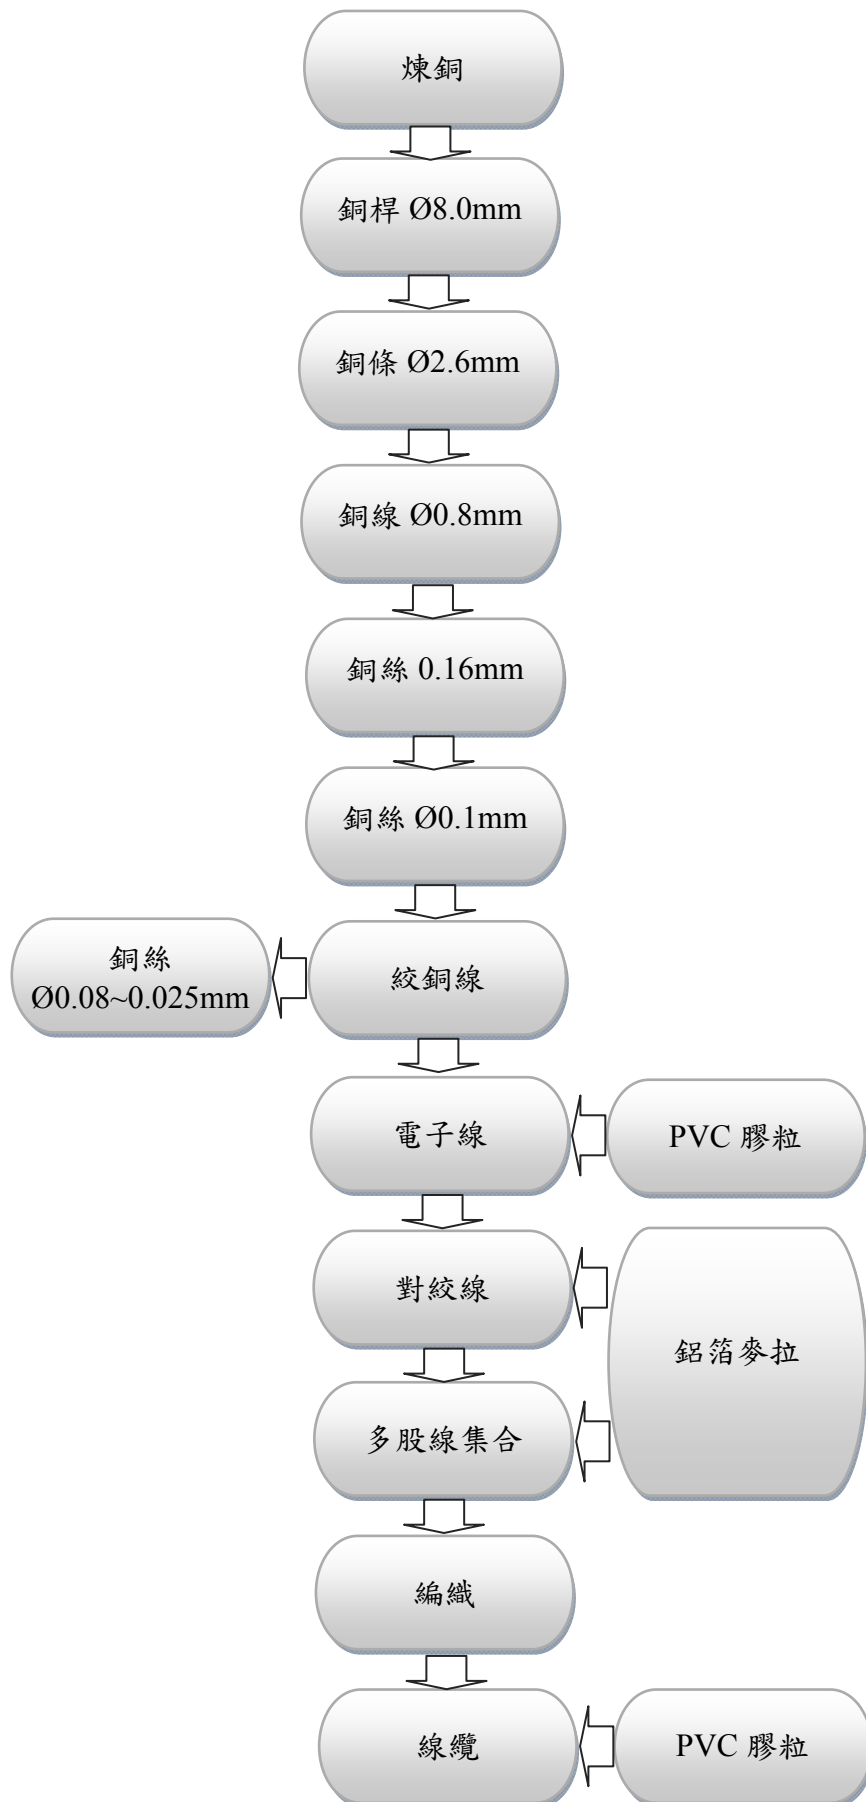 煉銅
銅桿 Ø8.0mm
銅條 Ø2.6mm
銅線 Ø0.8mm
銅絲 0.16mm
銅絲 Ø0.1mm
銅絲
Ø0.08~0.025mm
絞銅線
電子線
PVC 膠粒
對絞線
鋁箔麥拉
多股線集合
編織
線纜
PVC 膠粒